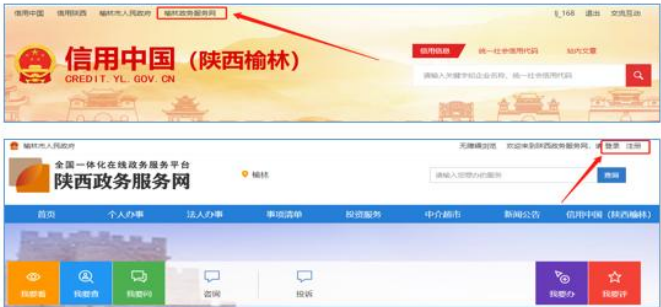 信用中国 信用陕西 榆林市人民政府 榆林政务服务网
lj_168 退出 交流互动
信用中国（陕西榆林）
CREDIT. YL. GOV. CN
信用信息 统一社会信用代码 站内文章
请输入关键字如企业名称、统一社会信用代码
榆林市人民政府
无障碍浏览 欢迎来到陕西政务服务网，请 登录 注册
全国一体化在线政务服务平台
陕西政务服务网
榆林
请输入您想办的服务
查询
首页 个人办事 法人办事 事项清单 投资服务 中介超市 新闻公告 信用中国（陕西榆林）
我要看 我要查 我要问 咨询 投诉 我要办 我要评